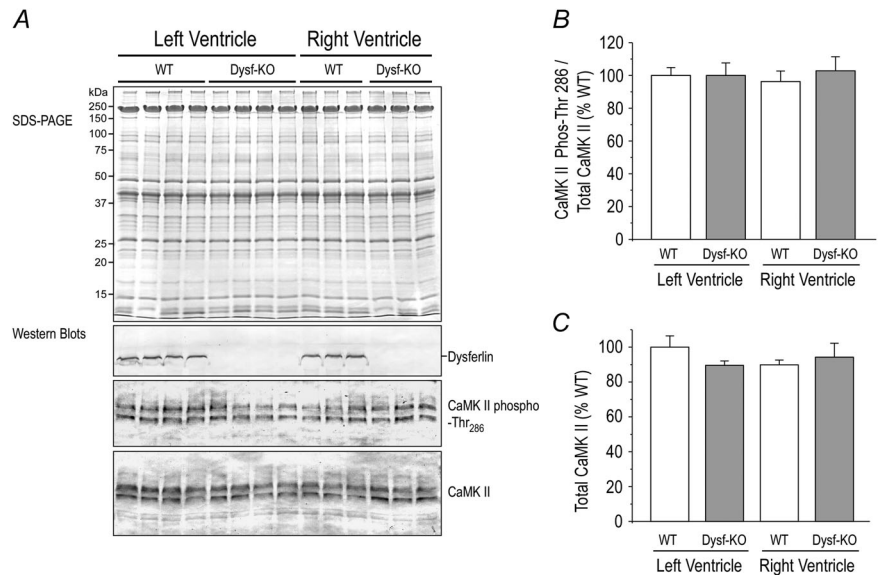 A
Left Ventricle Right Ventricle
WT Dysf-KO WT Dysf-KO
kDa
250
150
100
75
50
37
25
20
15
SDS-PAGE
Western Blots
Dysferlin
CaMK II phospho
-Thr286
CaMK II
B
CaMK II Phos-Thr 286 /
Total CaMK II (% WT)
120
100
80
60
40
20
0
WT Dysf-KO WT Dysf-KO
Left Ventricle Right Ventricle
C
Total CaMK II (% WT)
100
80
60
40
20
0
WT Dysf-KO WT Dysf-KO
Left Ventricle Right Ventricle